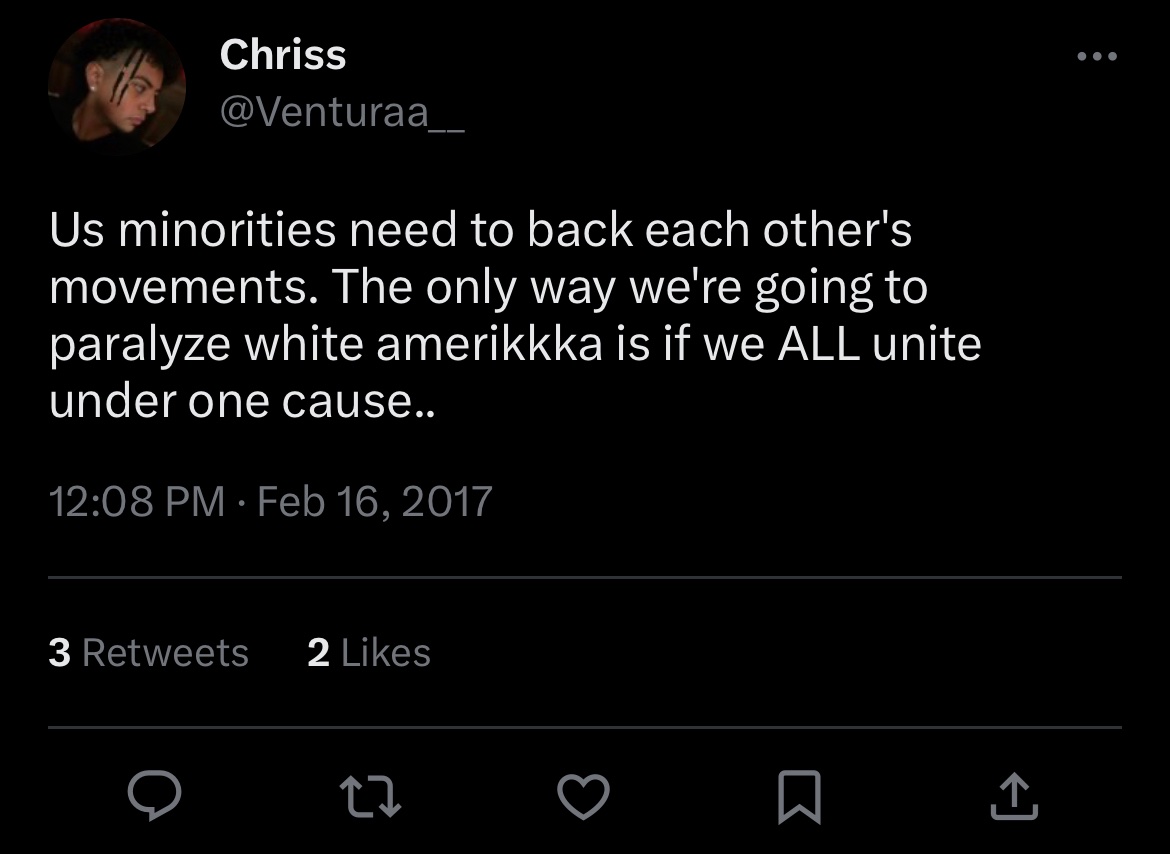 Chriss
@Venturaa__
Us minorities need to back each other's
movements. The only way we're going to
paralyze white amerikkka is if we ALL unite
under one cause..
12:08 PM · Feb 16, 2017
3 Retweets 2 Likes